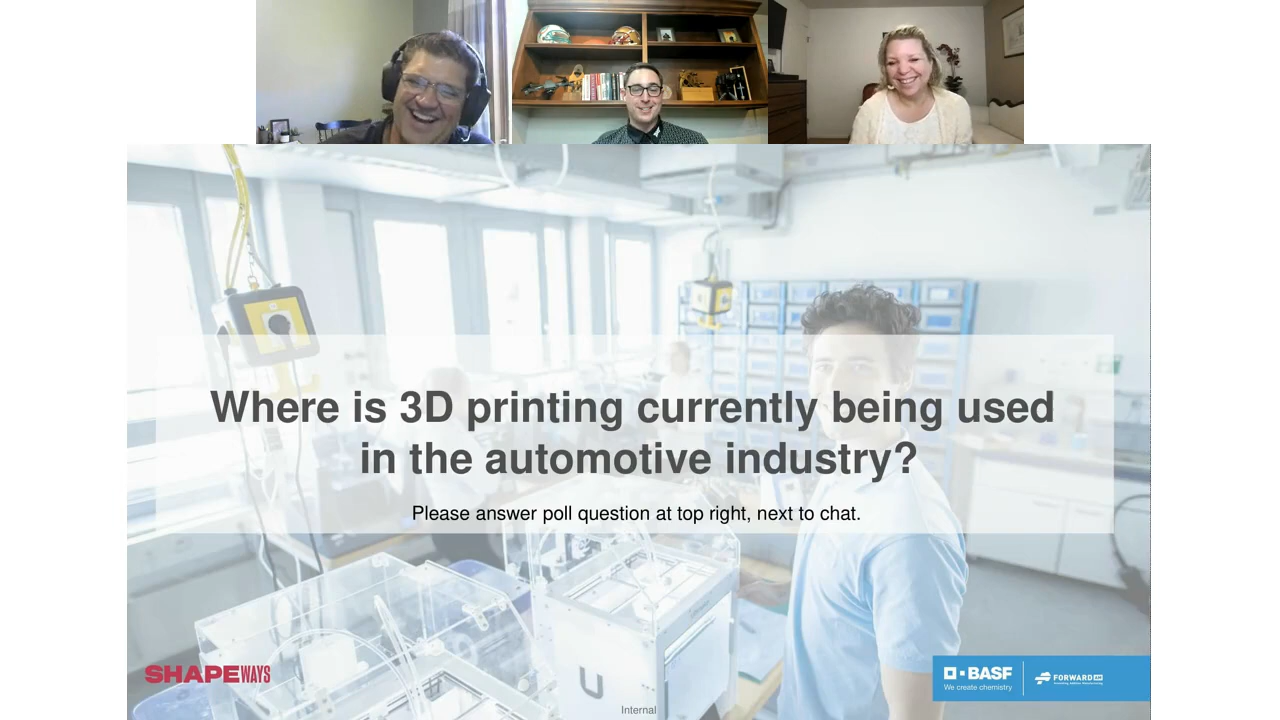 Where is 3D printing currently being used
in the automotive industry?
Please answer poll question at top right, next to chat.
SHAPEWAYS
BASF
We create chemistry
FORWARD AM
Internal